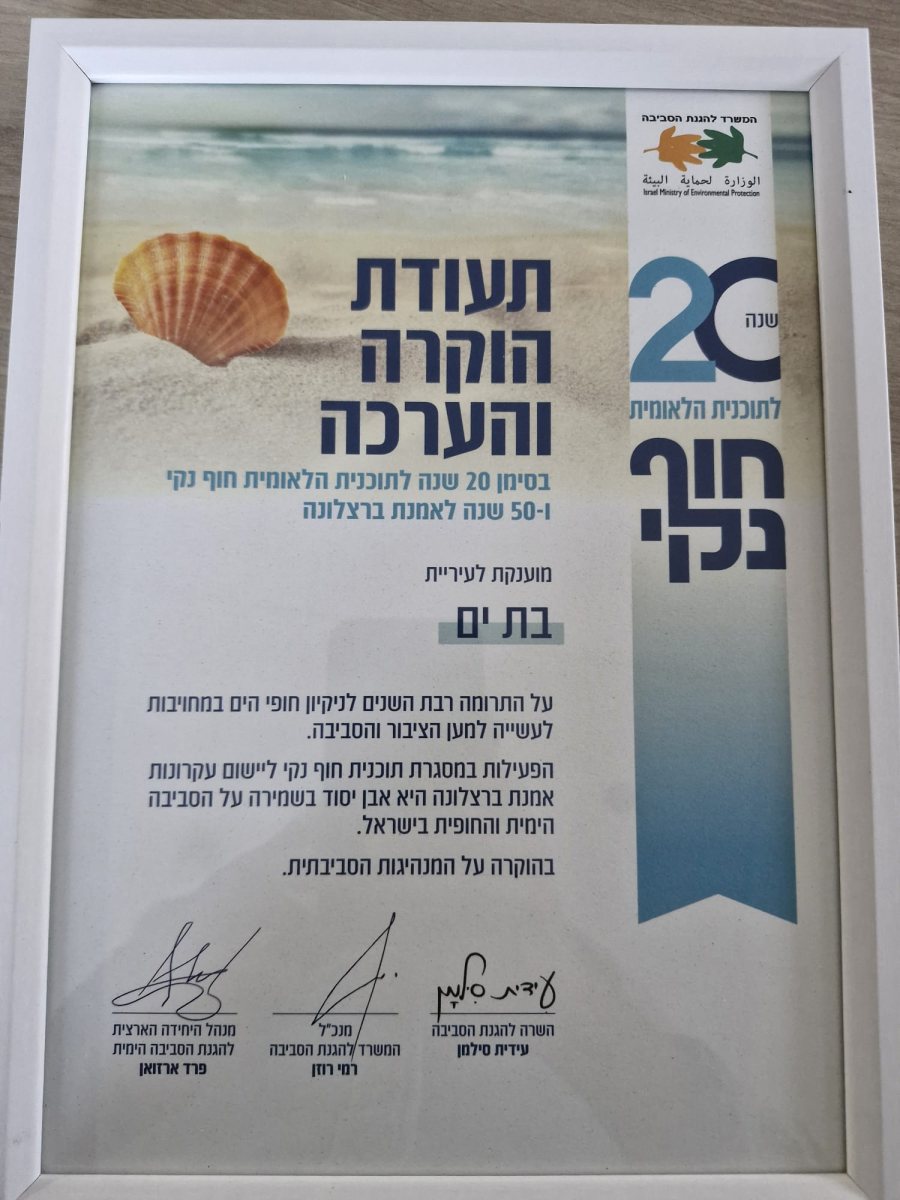 המשרד להגנת הסביבה
الوزارة لحماية البيئة
Israel Ministry of Environmental Protection
20 שנה
לתוכנית הלאומית
חוף
נקי
תעודת
הוקרה
והערכה
בסימן 20 שנה לתוכנית הלאומית חוף נקי
ו-50 שנה לאמנת ברצלונה
מוענקת לעיריית
בת ים
על התרומה רבת השנים לניקיון חופי הים במחויבות
לעשייה למען הציבור והסביבה.
הפעילות במסגרת תוכנית חוף נקי ליישום עקרונות
אמנת ברצלונה היא אבן יסוד בשמירה על הסביבה
הימית והחופית בישראל.
בהוקרה על המנהיגות הסביבתית.
עידית סילמן
השרה להגנת הסביבה
עידית סילמן
מנכ"ל
המשרד להגנת הסביבה
רמי רוזן
מנהל היחידה הארצית
להגנת הסביבה הימית
פרד ארזואן